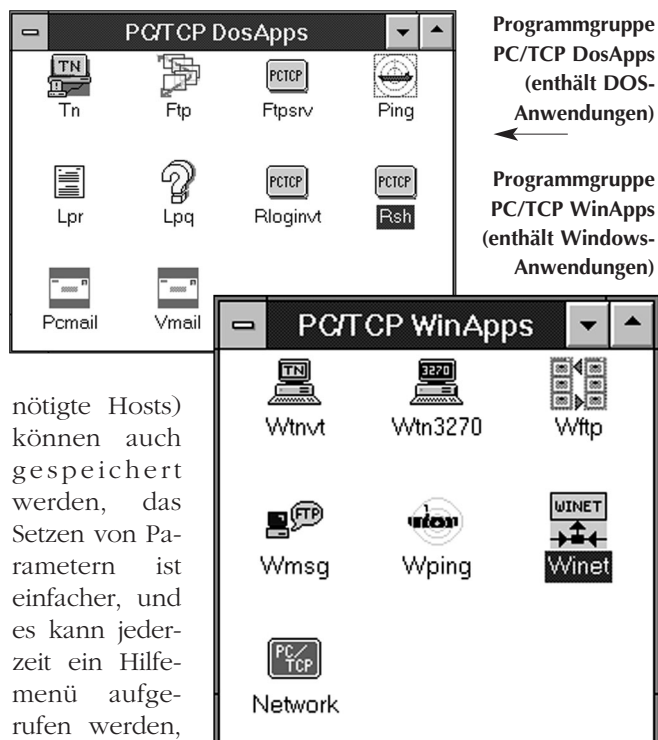 PC/TCP DosApps
TN
Tn
Ftp
PCTCP
Ftpsrv
Ping
Lpr
Lpq
PCTCP
Rloginvt
PCTCP
Rsh
Pcmail
Vmail
Programmgruppe
PC/TCP DosApps
(enthält DOS-
Anwendungen)
Programmgruppe
PC/TCP WinApps
(enthält Windows-
Anwendungen)
PC/TCP WinApps
TN
Wtnvt
3270
Wtn3270
Wftp
FTP
Wmsg
Wping
WINET
Winet
PC/
TCP
Network
nötigte Hosts)
können auch
gespeichert
werden, das
Setzen von Pa-
rametern ist
einfacher, und
es kann jeder-
zeit ein Hilfe-
menü aufge-
rufen werden,